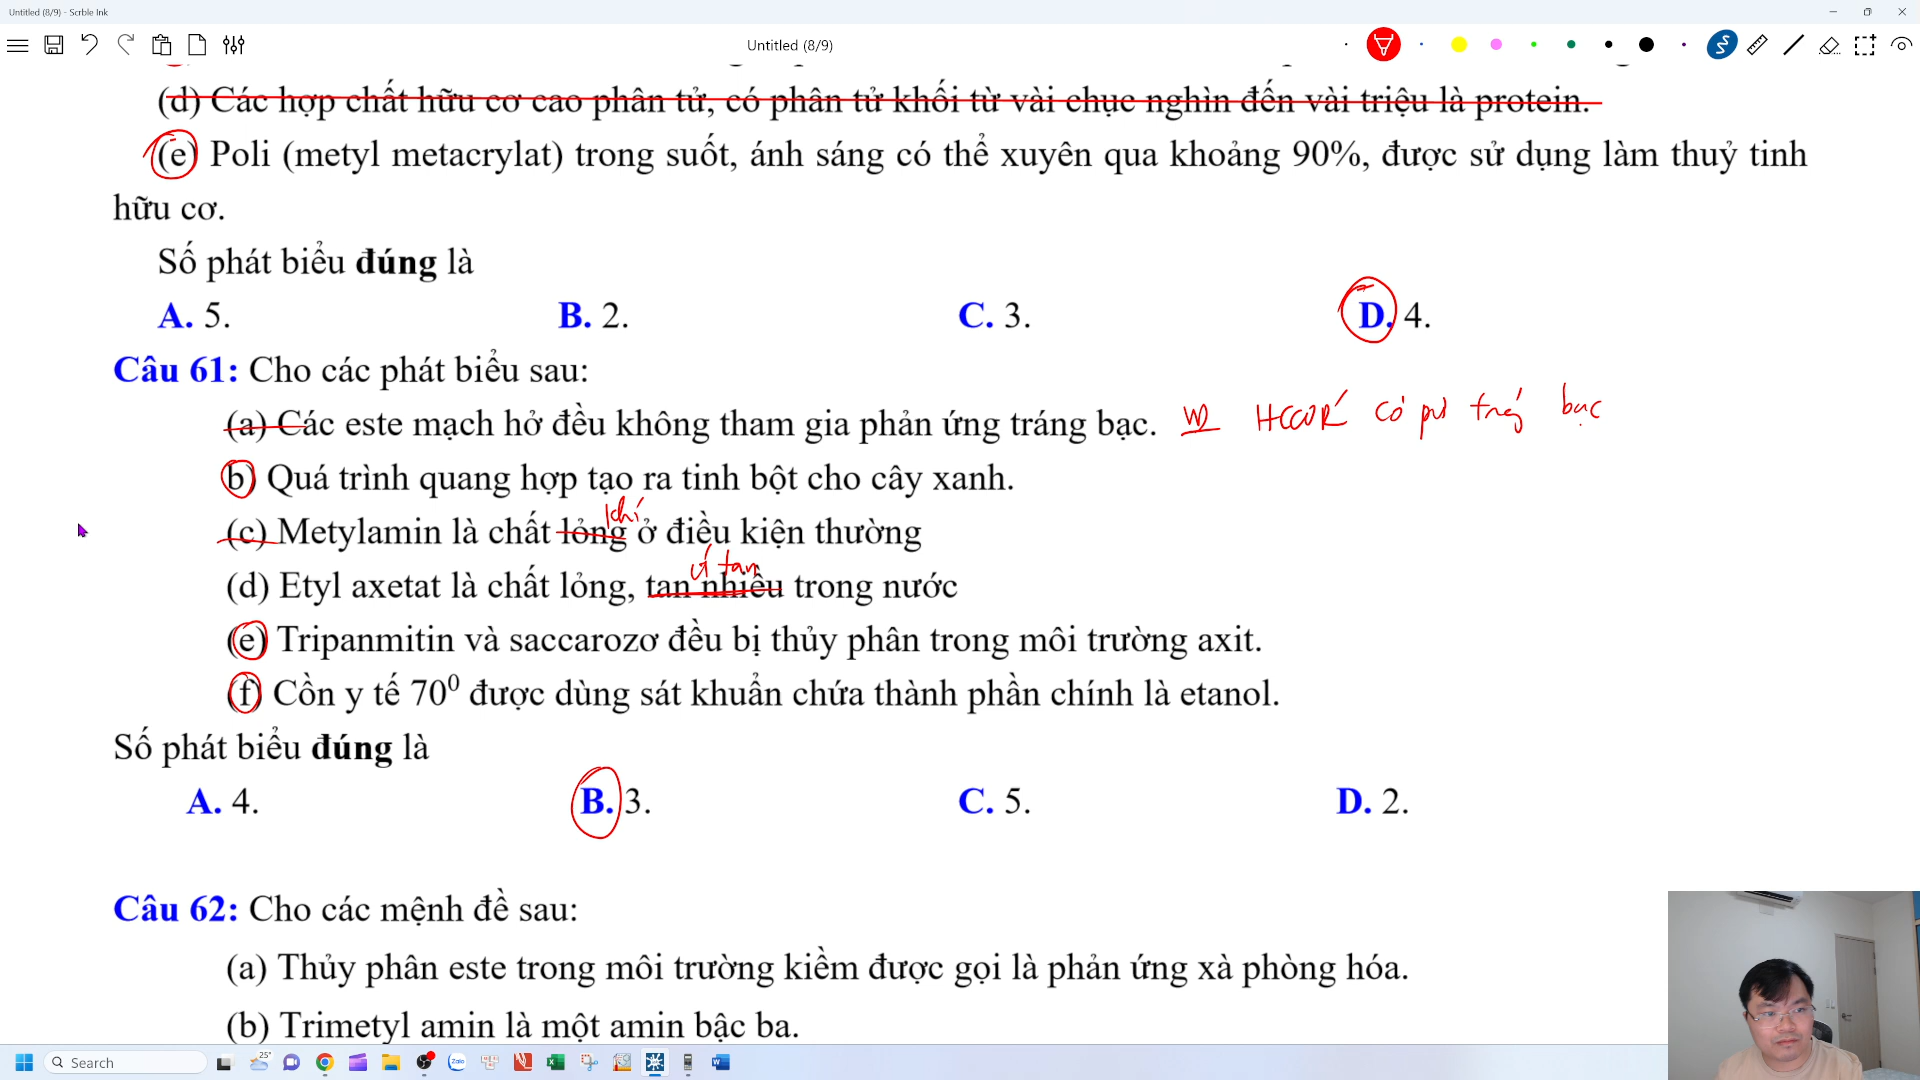 Untitled (8/9) - Scrble Ink
Untitled (8/9)
(d) Các hợp chất hữu cơ cao phân tử, có phân tử khối từ vài chục nghìn đến vài triệu là protein.
(e) Poli (metyl metacrylat) trong suốt, ánh sáng có thể xuyên qua khoảng 90%, được sử dụng làm thuỷ tinh
hữu cơ.
Số phát biểu đúng là
A. 5. B. 2. C. 3. D. 4.
Câu 61: Cho các phát biểu sau:
(a) Các este mạch hở đều không tham gia phản ứng tráng bạc. VD HCOOR' có pư tráng bạc
(b) Quá trình quang hợp tạo ra tinh bột cho cây xanh.
khí
(c) Metylamin là chất lỏng ở điều kiện thường
ít tan
(d) Etyl axetat là chất lỏng, tan nhiều trong nước
(e) Tripanmitin và saccarozơ đều bị thủy phân trong môi trường axit.
(f) Cồn y tế 70⁰ được dùng sát khuẩn chứa thành phần chính là etanol.
Số phát biểu đúng là
A. 4. B. 3. C. 5. D. 2.
Câu 62: Cho các mệnh đề sau:
(a) Thủy phân este trong môi trường kiềm được gọi là phản ứng xà phòng hóa.
(b) Trimetyl amin là một amin bậc ba.
Search
25°
Zalo